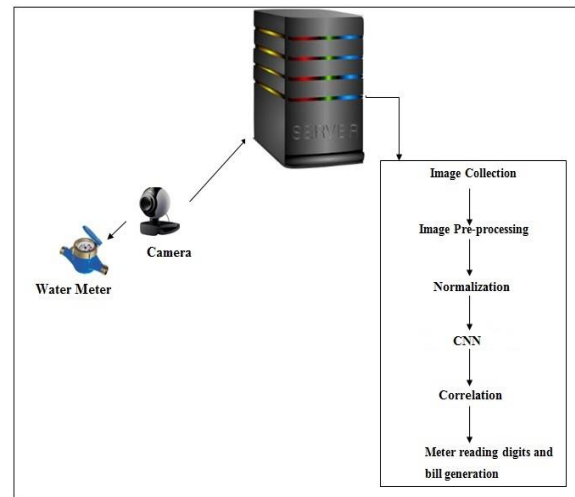 SERVER
Image Collection
Image Pre-processing
Normalization
CNN
Correlation
Meter reading digits and
bill generation
Camera
Water Meter